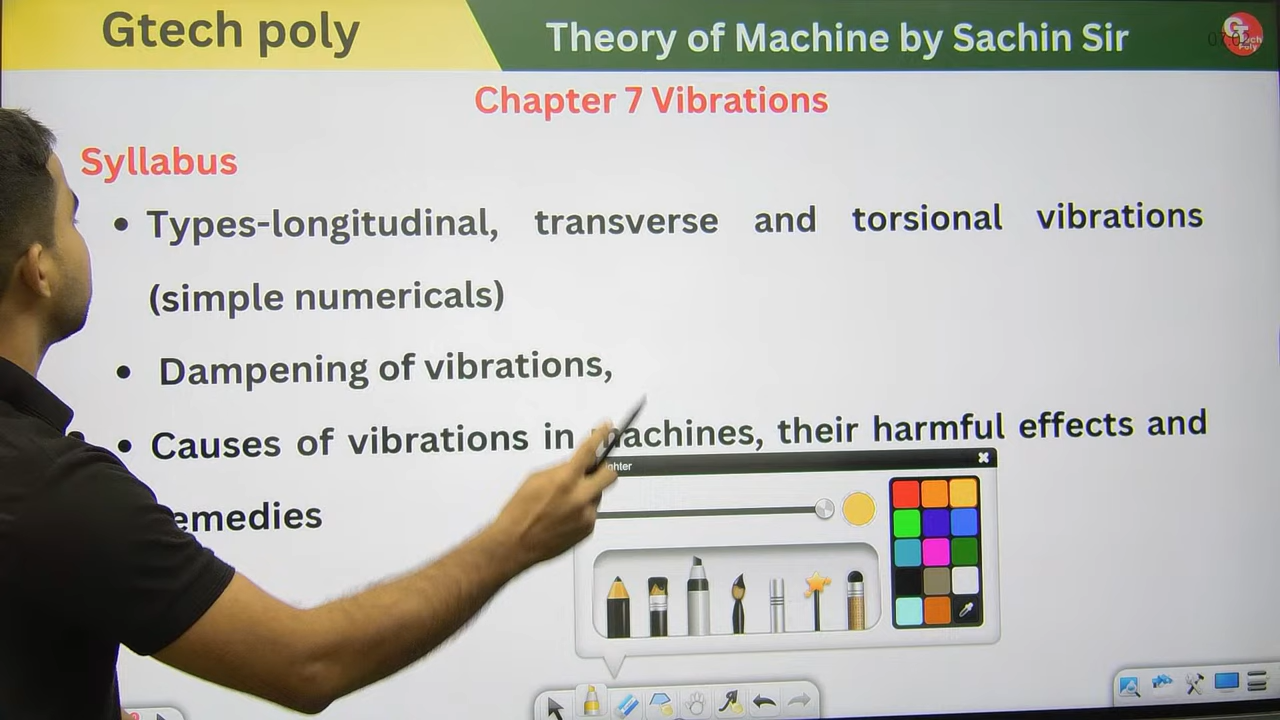 Gtech poly
Theory of Machine by Sachin Sir
Chapter 7 Vibrations
Syllabus
• Types-longitudinal, transverse and torsional vibrations
(simple numericals)
• Dampening of vibrations,
• Causes of vibrations in machines, their harmful effects and
emedies